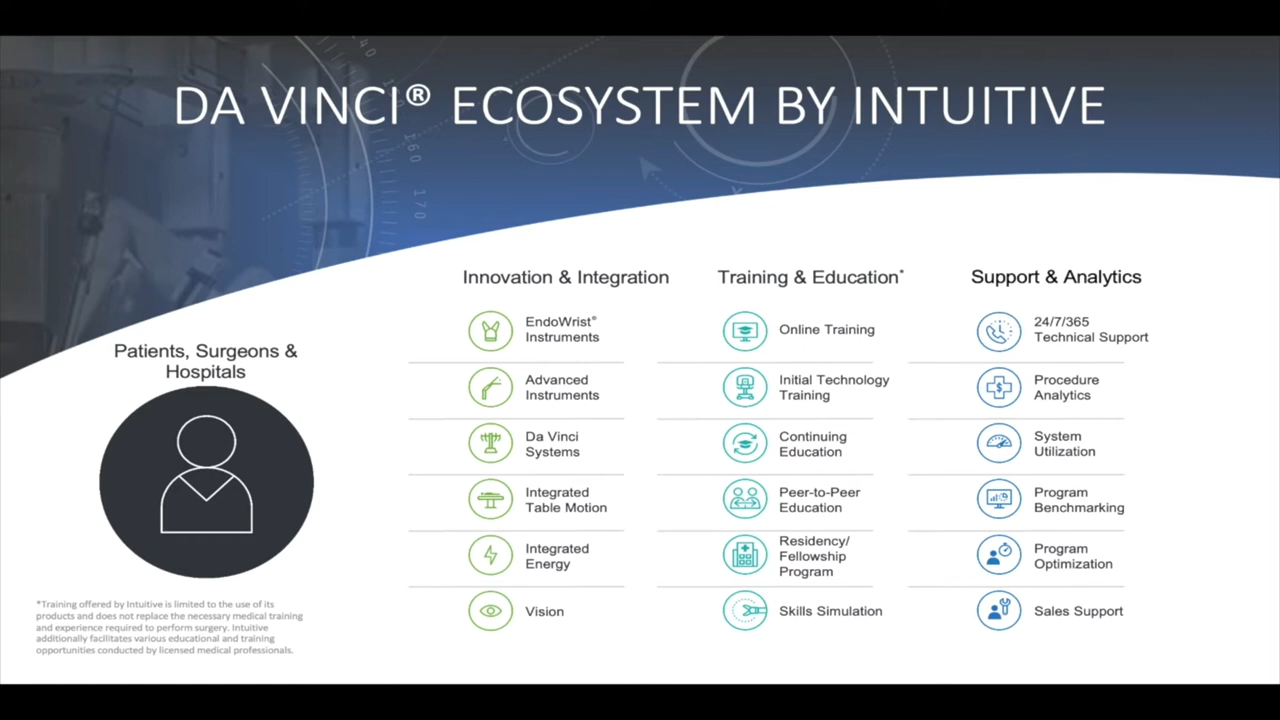 DA VINCI® ECOSYSTEM BY INTUITIVE
Patients, Surgeons &
Hospitals
Innovation & Integration
EndoWrist®
Instruments
Advanced
Instruments
Da Vinci
Systems
Integrated
Table Motion
Integrated
Energy
Vision
Training & Education*
Online Training
Initial Technology
Training
Continuing
Education
Peer-to-Peer
Education
Residency/
Fellowship
Program
Skills Simulation
Support & Analytics
24/7/365
Technical Support
Procedure
Analytics
System
Utilization
Program
Benchmarking
Program
Optimization
Sales Support
*Training offered by Intuitive is limited to the use of its
products and does not replace the necessary medical training
and experience required to perform surgery. Intuitive
additionally facilitates various educational and training
opportunities conducted by licensed medical professionals.
140
160
170
$